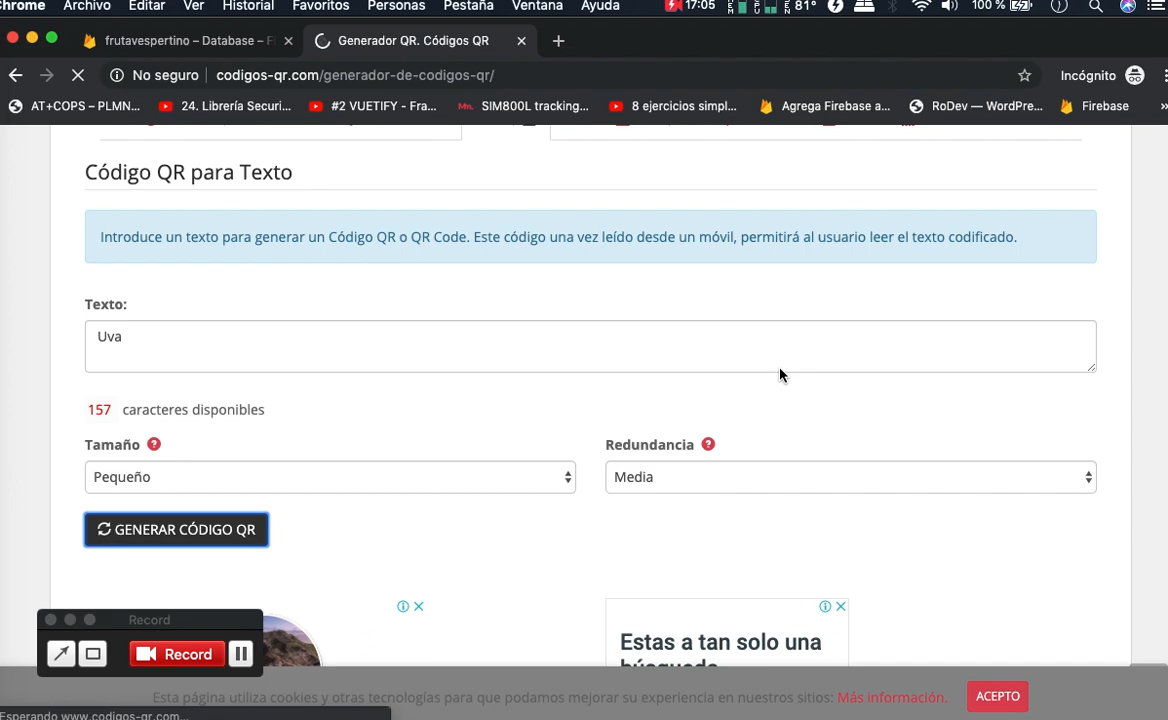 Chrome Archivo Editar Ver Historial Favoritos Personas Pestaña Ventana Ayuda 17:05 81° 100 %
frutavespertino – Database – F
Generador QR. Códigos QR
No seguro codigos-qr.com/generador-de-codigos-qr/ Incógnito
AT+COPS – PLMN... 24. Librería Securi... #2 VUETIFY - Fra... Mn. SIM800L tracking... 8 ejercicios simpl... Agrega Firebase a... RoDev — WordPre... Firebase »
Código QR para Texto
Introduce un texto para generar un Código QR o QR Code. Este código una vez leído desde un móvil, permitirá al usuario leer el texto codificado.
Texto:
Uva
157 caracteres disponibles
Tamaño ? Redundancia ?
Pequeño Media
GENERAR CÓDIGO QR
Record
Record
Estas a tan solo una
búsqueda
Esta página utiliza cookies y otras tecnologías para que podamos mejorar su experiencia en nuestros sitios: Más información. ACEPTO
Esperando www.codigos-qr.com...